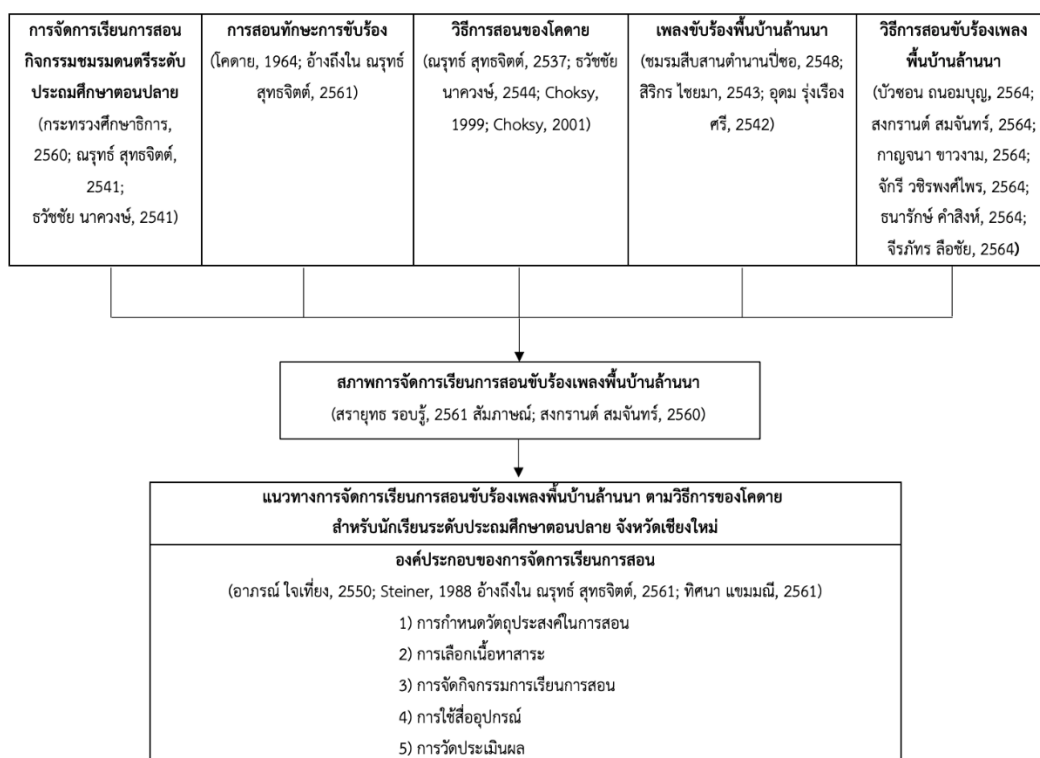 การจัดการเรียนการสอน
กิจกรรมชมรมดนตรีระดับ
ประถมศึกษาตอนปลาย
(กระทรวงศึกษาธิการ,
2560; ณรุทธ์ สุทธจิตต์,
2541;
ธวัชชัย นาควงษ์, 2541)
การสอนทักษะการขับร้อง
(โคดาย, 1964; อ้างถึงใน ณรุทธ์
สุทธจิตต์, 2561)
วิธีการสอนของโคดาย
(ณรุทธ์ สุทธจิตต์, 2537; ธวัชชัย
นาควงษ์, 2544; Choksy,
1999; Choksy, 2001)
เพลงขับร้องพื้นบ้านล้านนา
(ชมรมสืบสานตำนานปี่ซอ, 2548;
สิริกร ไชยมา, 2543; อุดม รุ่งเรือง
ศรี, 2542)
วิธีการสอนขับร้องเพลง
พื้นบ้านล้านนา
(บัวซอน ถนอมบุญ, 2564;
สงกรานต์ สมจันทร์, 2564;
กาญจนา ขาวงาม, 2564;
จักรี วชิรพงศ์ไพร, 2564;
ธนารักษ์ คำสิงห์, 2564;
จีรภัทร ลือชัย, 2564)
สภาพการจัดการเรียนการสอนขับร้องเพลงพื้นบ้านล้านนา
(สรายุทธ รอบรู้, 2561 สัมภาษณ์; สงกรานต์ สมจันทร์, 2560)
แนวทางการจัดการเรียนการสอนขับร้องเพลงพื้นบ้านล้านนา ตามวิธีการของโคดาย
สำหรับนักเรียนระดับประถมศึกษาตอนปลาย จังหวัดเชียงใหม่
องค์ประกอบของการจัดการเรียนการสอน
(อาภรณ์ ใจเที่ยง, 2550; Steiner, 1988 อ้างถึงใน ณรุทธ์ สุทธจิตต์, 2561; ทิศนา แขมมณี, 2561)
1) การกำหนดวัตถุประสงค์ในการสอน
2) การเลือกเนื้อหาสาระ
3) การจัดกิจกรรมการเรียนการสอน
4) การใช้สื่ออุปกรณ์
5) การวัดประเมินผล